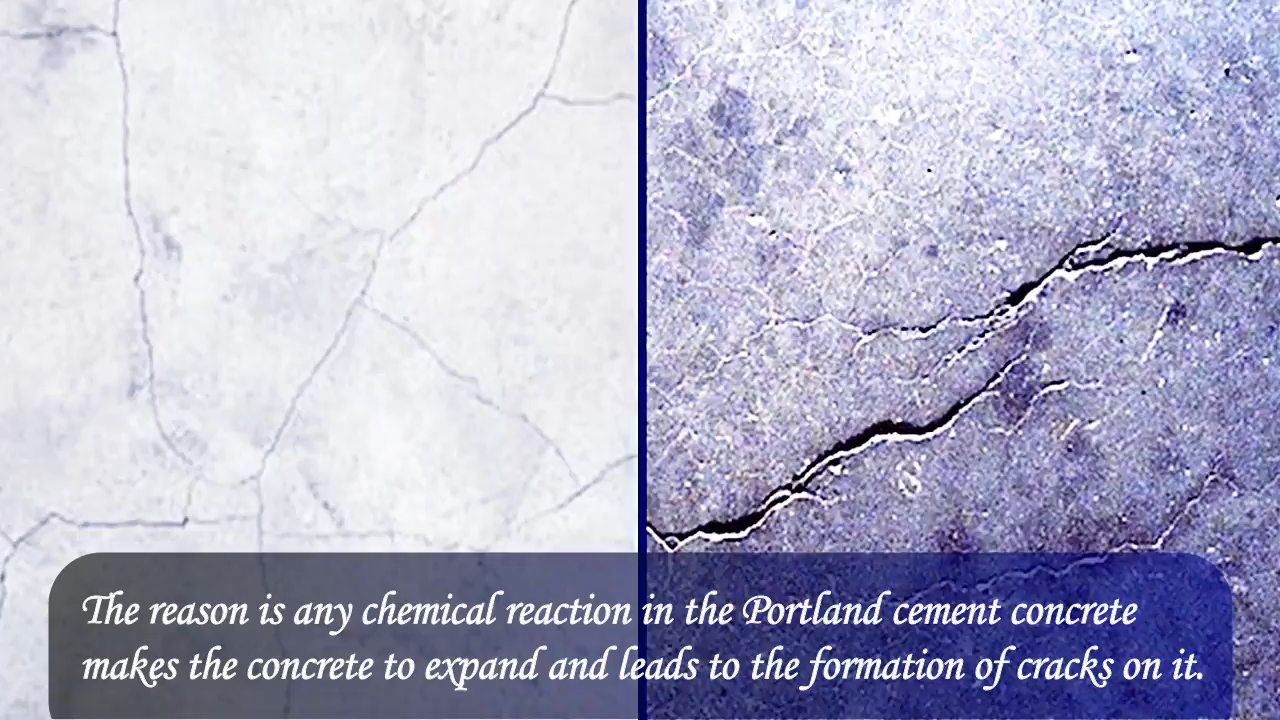 The reason is any chemical reaction in the Portland cement concrete
makes the concrete to expand and leads to the formation of cracks on it.